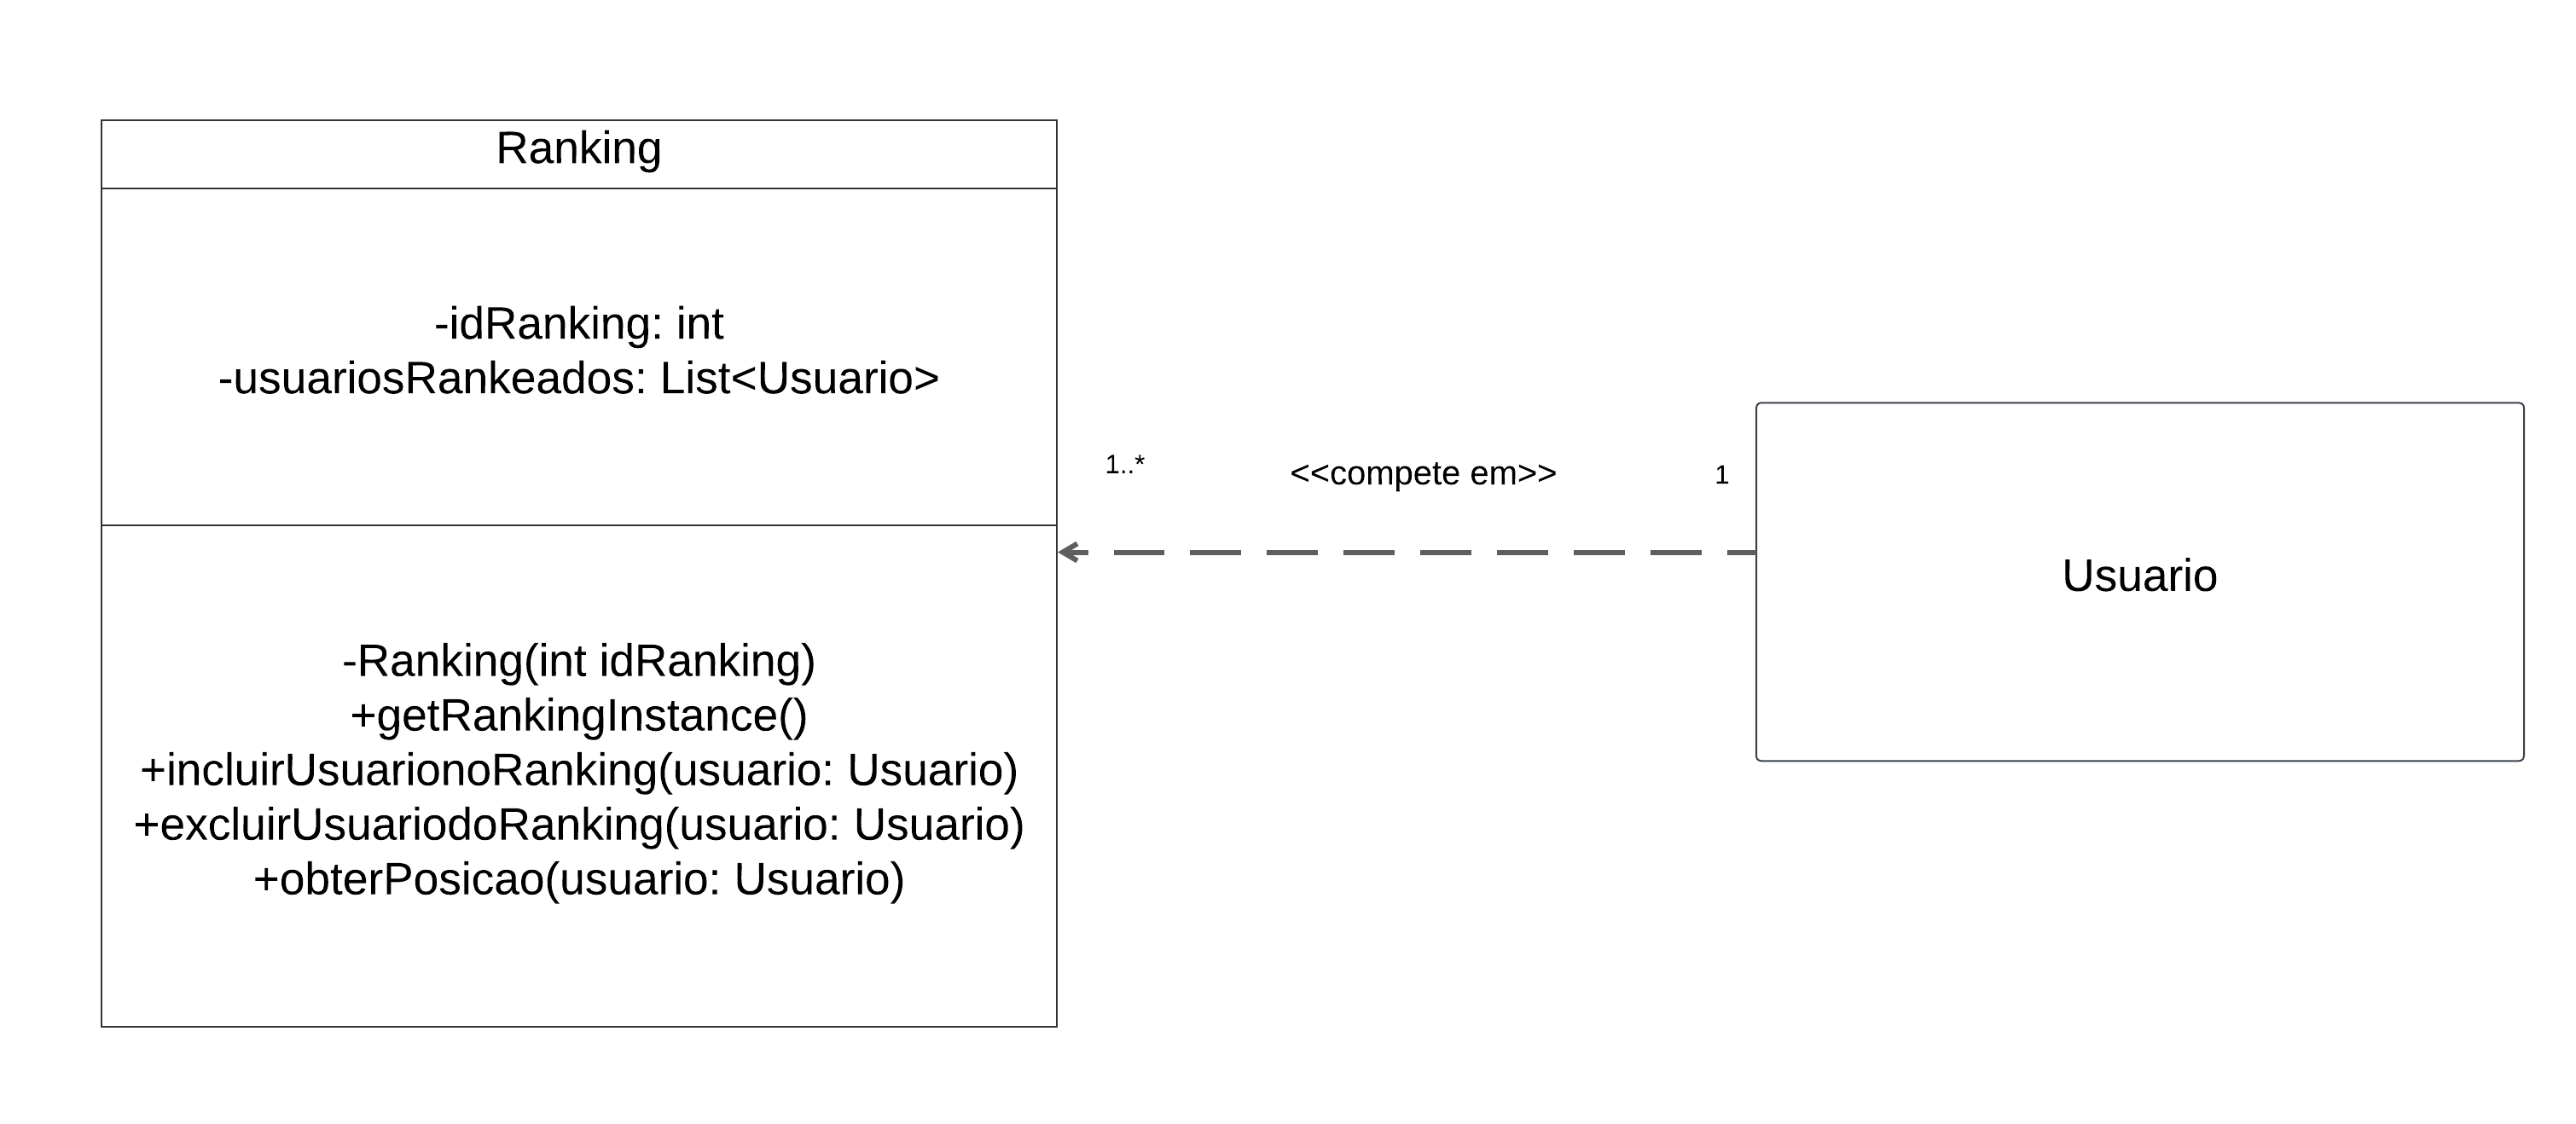 Ranking
-idRanking: int
-usuariosRankeados: List<Usuario>
-Ranking(int idRanking)
+getRankingInstance()
+incluirUsuarionoRanking(usuario: Usuario)
+excluirUsuariodoRanking(usuario: Usuario)
+obterPosicao(usuario: Usuario)
1..*
<<compete em>>
1
Usuario